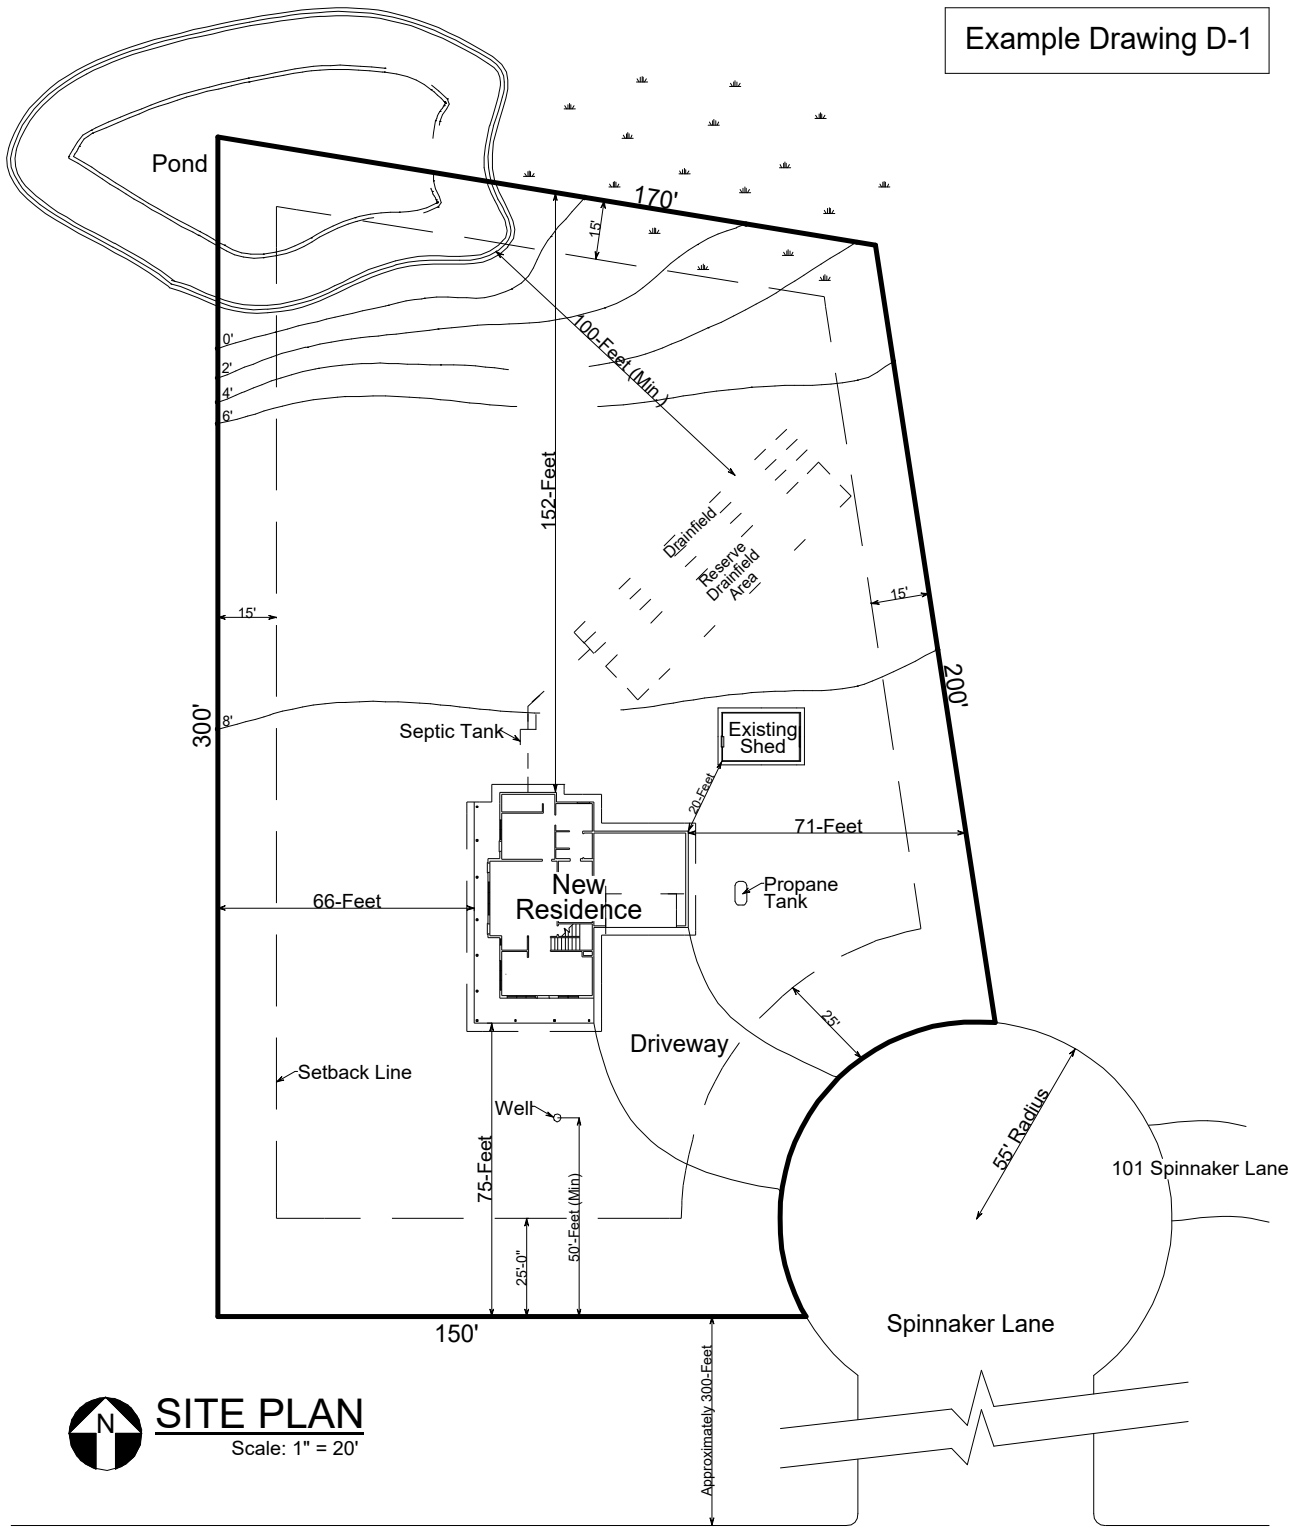 Example Drawing D-1
Pond
170'
15'
0'
2'
4'
6'
100-Feet (Min.)
152-Feet
Drainfield
Reserve
Drainfield
Area
15'
15'
200'
300'
8'
Septic Tank
Existing
Shed
20-Feet
71-Feet
New
Residence
Propane
Tank
66-Feet
25'
Driveway
Setback Line
Well
75-Feet
55' Radius
101 Spinnaker Lane
50'-Feet (Min)
25'-0"
Spinnaker Lane
150'
Approximately 300-Feet
N
SITE PLAN
Scale: 1" = 20'